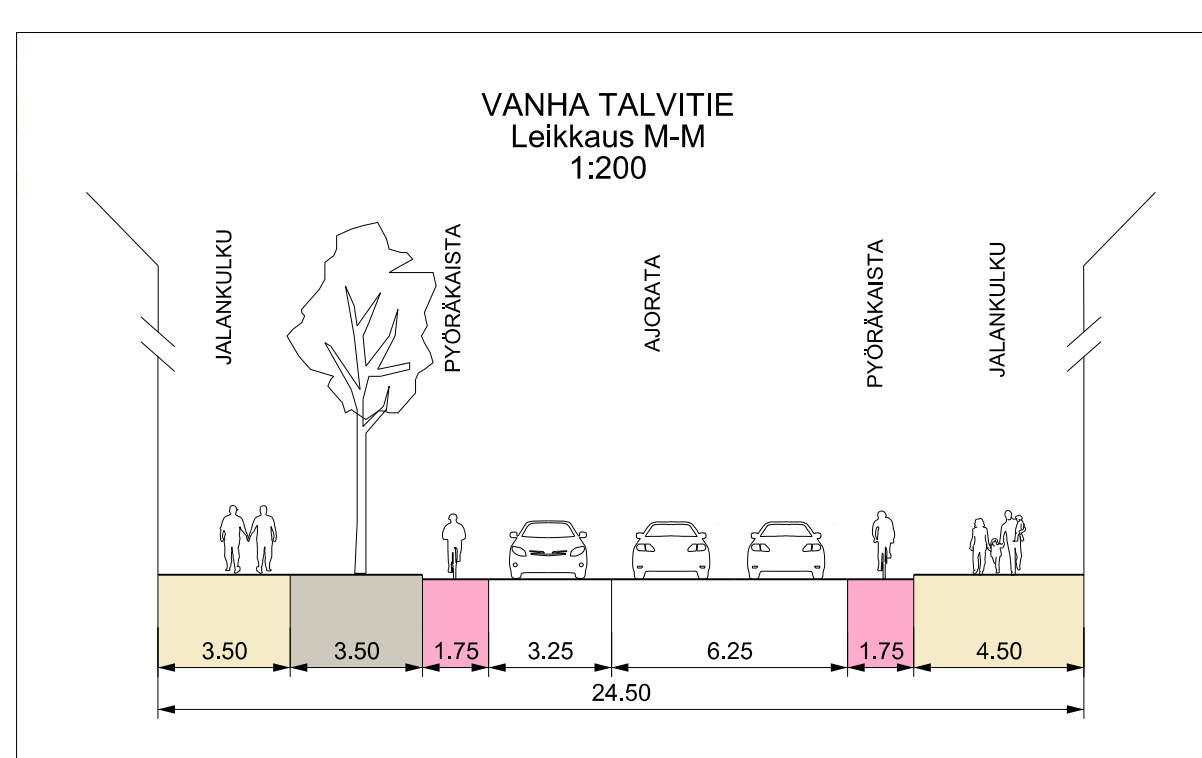 VANHA TALVITIE
Leikkaus M-M
1:200
JALANKULKU
PYÖRÄKAISTA
AJORATA
PYÖRÄKAISTA
JALANKULKU
3.50
3.50
1.75
3.25
6.25
1.75
4.50
24.50